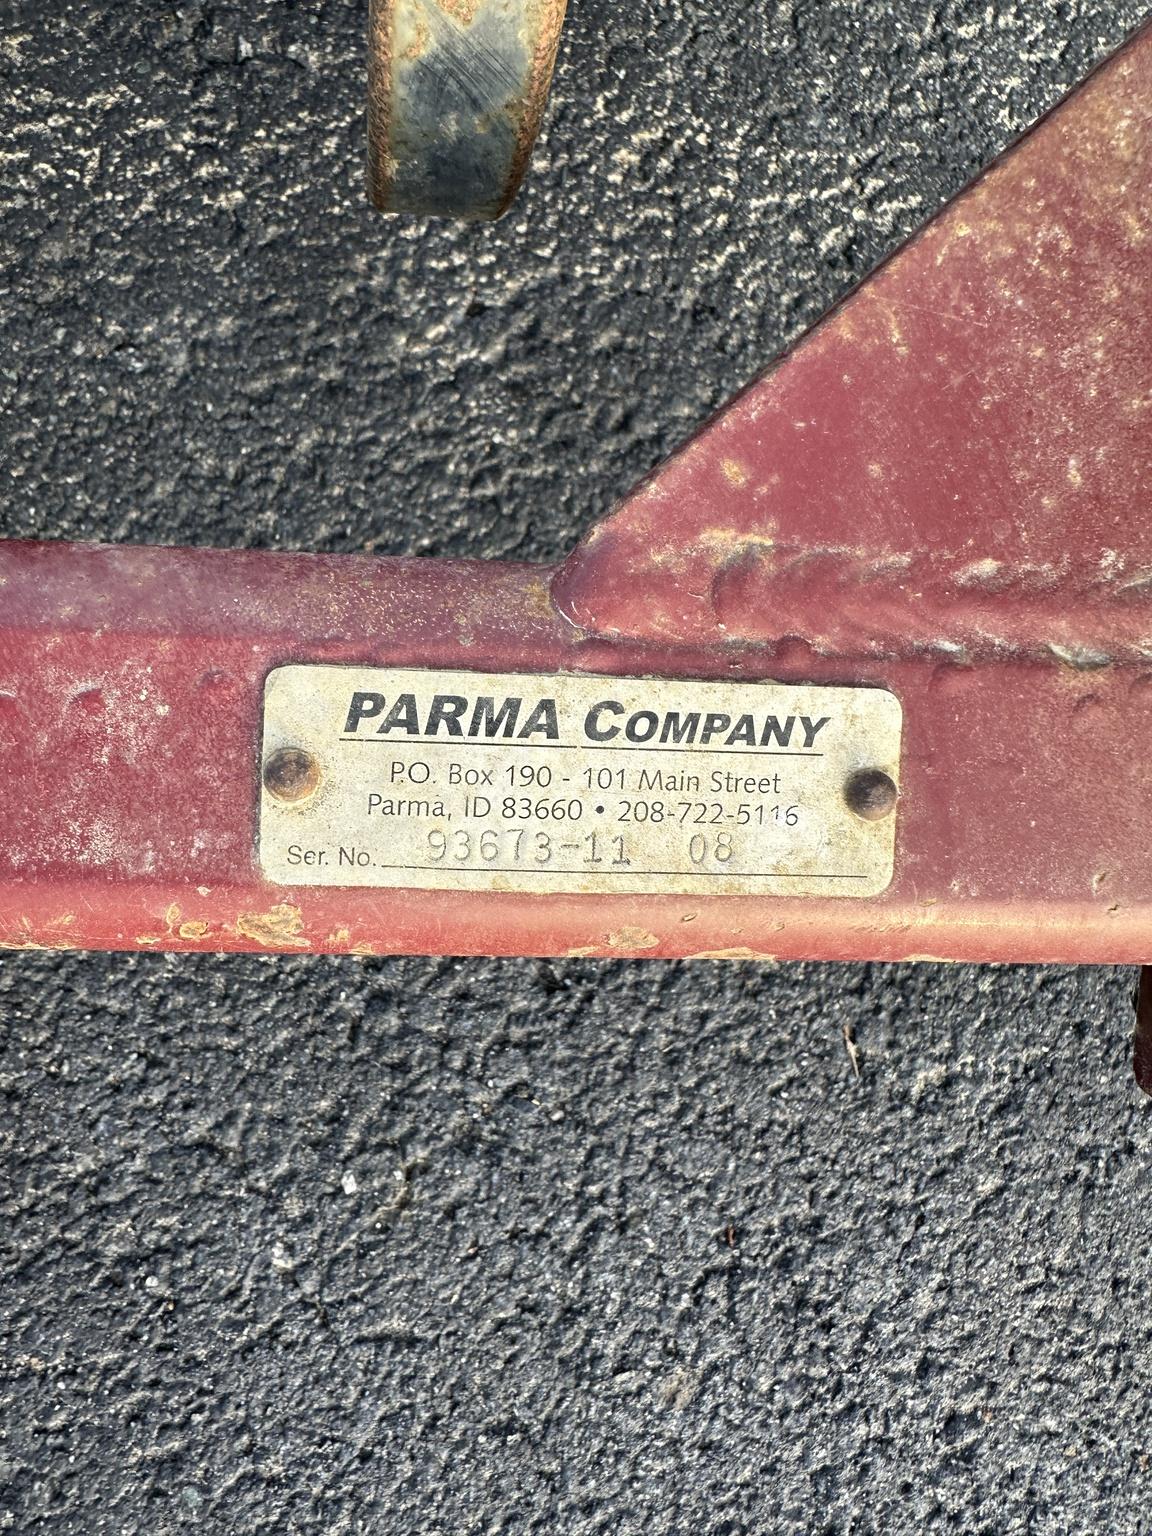 PARMA COMPANY
P.O. Box 190 - 101 Main Street
Parma, ID 83660 • 208-722-5116
Ser. No. 93673-11 08